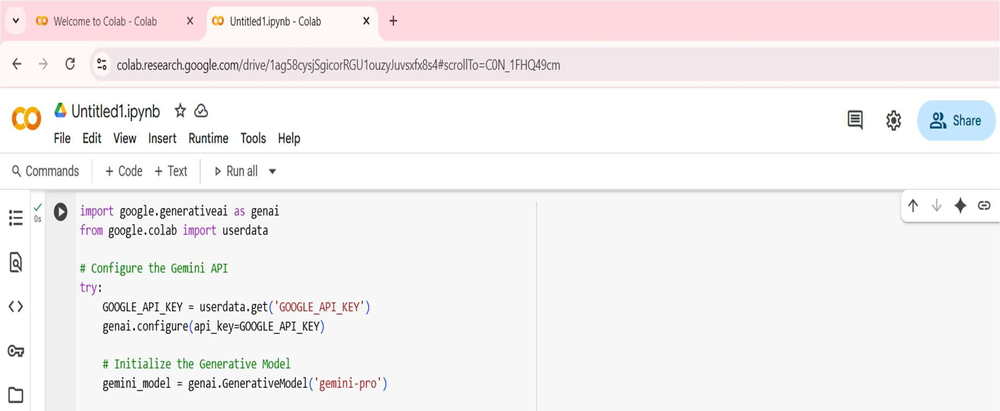 Welcome to Colab - Colab
Untitled1.ipynb - Colab
colab.research.google.com/drive/1ag58cysjSgicorRGU1ouzyJuvsxfx8s4#scrollTo=C0N_1FHQ49cm
Untitled1.ipynb
File Edit View Insert Runtime Tools Help
Share
Commands + Code + Text Run all
0s
import google.generativeai as genai
from google.colab import userdata
# Configure the Gemini API
try:
    GOOGLE_API_KEY = userdata.get('GOOGLE_API_KEY')
    genai.configure(api_key=GOOGLE_API_KEY)
    # Initialize the Generative Model
    gemini_model = genai.GenerativeModel('gemini-pro')